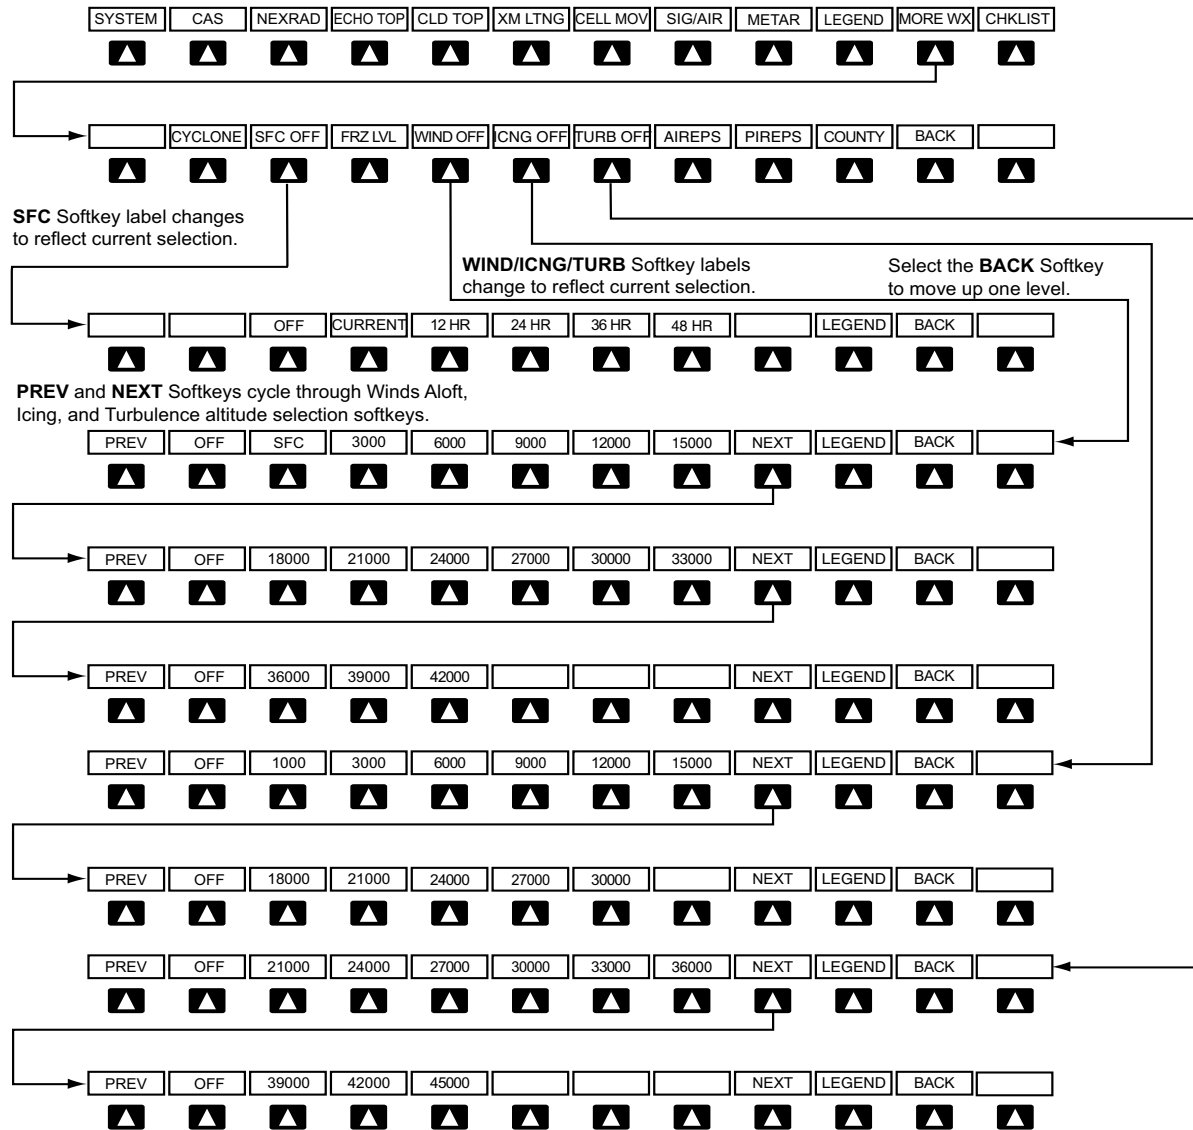 SYSTEM CAS NEXRAD ECHO TOP CLD TOP XM LTNG CELL MOV SIG/AIR METAR LEGEND MORE WX CHKLIST
CYCLONE SFC OFF FRZ LVL WIND OFF ICNG OFF TURB OFF AIREPS PIREPS COUNTY BACK
SFC Softkey label changes
to reflect current selection.
WIND/ICNG/TURB Softkey labels
change to reflect current selection.
Select the BACK Softkey
to move up one level.
OFF CURRENT 12 HR 24 HR 36 HR 48 HR LEGEND BACK
PREV and NEXT Softkeys cycle through Winds Aloft,
Icing, and Turbulence altitude selection softkeys.
PREV OFF SFC 3000 6000 9000 12000 15000 NEXT LEGEND BACK
PREV OFF 18000 21000 24000 27000 30000 33000 NEXT LEGEND BACK
PREV OFF 36000 39000 42000 NEXT LEGEND BACK
PREV OFF 1000 3000 6000 9000 12000 15000 NEXT LEGEND BACK
PREV OFF 18000 21000 24000 27000 30000 NEXT LEGEND BACK
PREV OFF 21000 24000 27000 30000 33000 36000 NEXT LEGEND BACK
PREV OFF 39000 42000 45000 NEXT LEGEND BACK